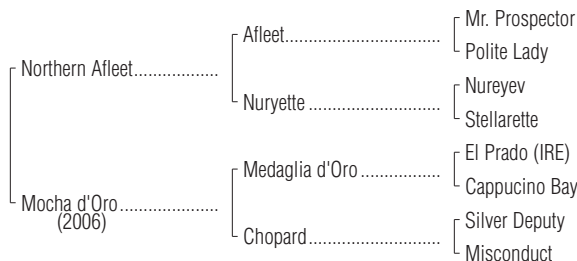 Mr. Prospector
Afleet
Polite Lady
Northern Afleet
Nureyev
Nuryette
Stellarette
El Prado (IRE)
Medaglia d'Oro
Cappucino Bay
Mocha d'Oro
(2006)
Silver Deputy
Chopard
Misconduct